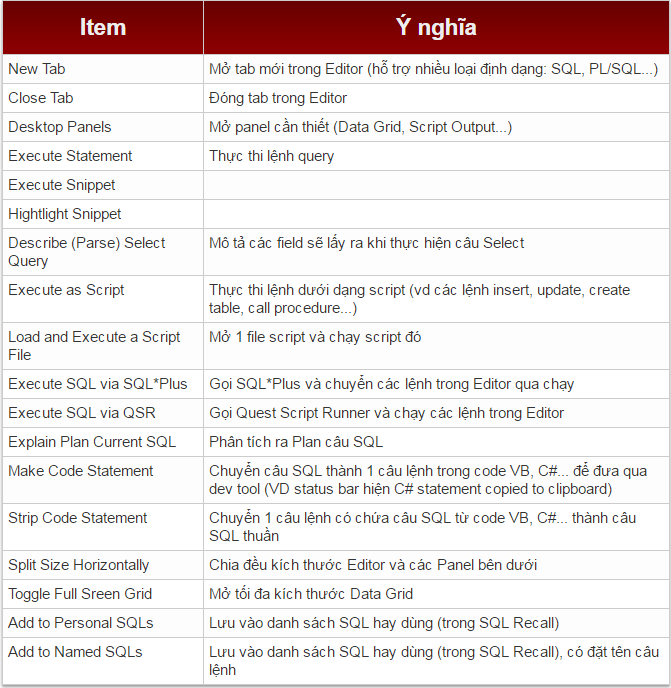 Item Ý nghĩa
New Tab Mở tab mới trong Editor (hỗ trợ nhiều loại định dạng: SQL, PL/SQL...)
Close Tab Đóng tab trong Editor
Desktop Panels Mở panel cần thiết (Data Grid, Script Output...)
Execute Statement Thực thi lệnh query
Execute Snippet
Hightlight Snippet
Describe (Parse) Select Mô tả các field sẽ lấy ra khi thực hiện câu Select
Query
Execute as Script Thực thi lệnh dưới dạng script (vd các lệnh insert, update, create
table, call procedure...)
Load and Execute a Script Mở 1 file script và chạy script đó
File
Execute SQL via SQL*Plus Gọi SQL*Plus và chuyển các lệnh trong Editor qua chạy
Execute SQL via QSR Gọi Quest Script Runner và chạy các lệnh trong Editor
Explain Plan Current SQL Phân tích ra Plan câu SQL
Make Code Statement Chuyển câu SQL thành 1 câu lệnh trong code VB, C#... để đưa qua
dev tool (VD status bar hiện C# statement copied to clipboard)
Strip Code Statement Chuyển 1 câu lệnh có chứa câu SQL từ code VB, C#... thành câu
SQL thuần
Split Size Horizontally Chia đều kích thước Editor và các Panel bên dưới
Toggle Full Sreen Grid Mở tối đa kích thước Data Grid
Add to Personal SQLs Lưu vào danh sách SQL hay dùng (trong SQL Recall)
Add to Named SQLs Lưu vào danh sách SQL hay dùng (trong SQL Recall), có đặt tên câu
lệnh